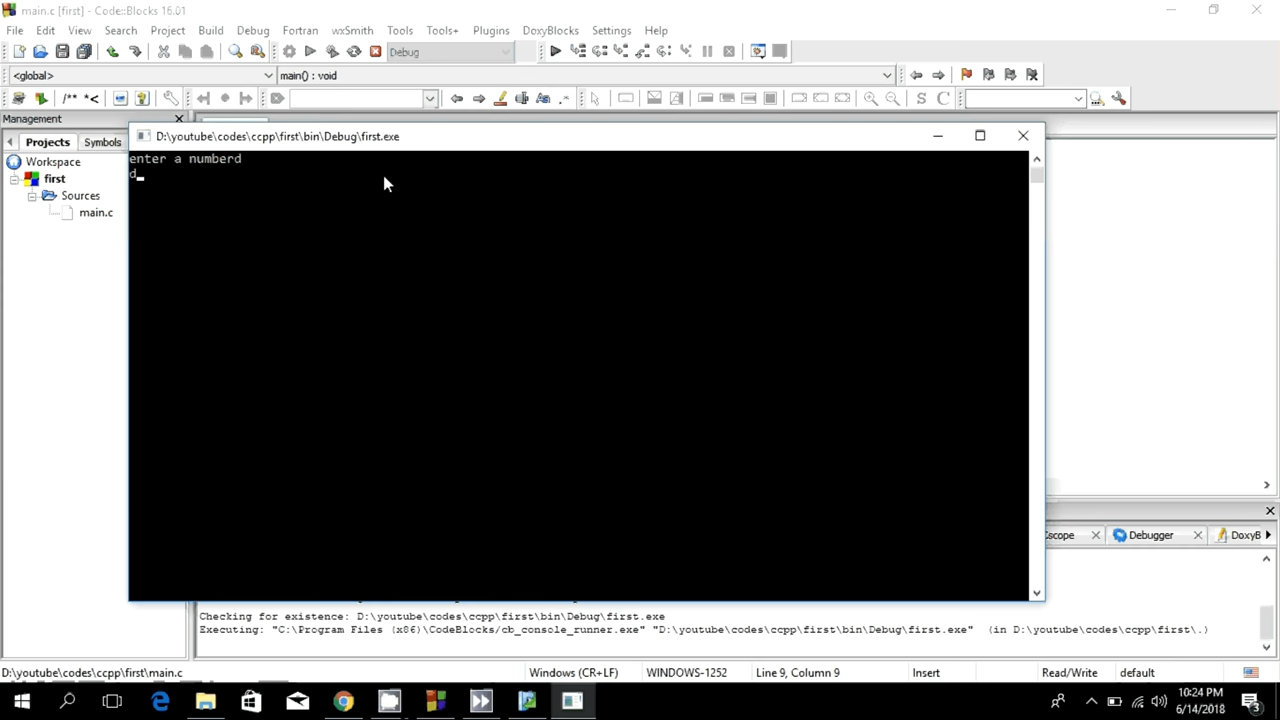 main.c [first] - Code::Blocks 16.01
File Edit View Search Project Build Debug Fortran wxSmith Tools Tools+ Plugins DoxyBlocks Settings Help
Debug
<global> main() : void
/** *<
S C
Management
Projects Symbols
Workspace
first
Sources
main.c
D:\youtube\codes\ccpp\first\bin\Debug\first.exe
enter a numberd
d_
Cscope Debugger DoxyB
Checking for existence: D:\youtube\codes\ccpp\first\bin\Debug\first.exe
Executing: "C:\Program Files (x86)\CodeBlocks/cb_console_runner.exe" "D:\youtube\codes\ccpp\first\bin\Debug\first.exe" (in D:\youtube\codes\ccpp\first\.)
D:\youtube\codes\ccpp\first\main.c Windows (CR+LF) WINDOWS-1252 Line 9, Column 9 Insert Read/Write default
10:24 PM
6/14/2018
3